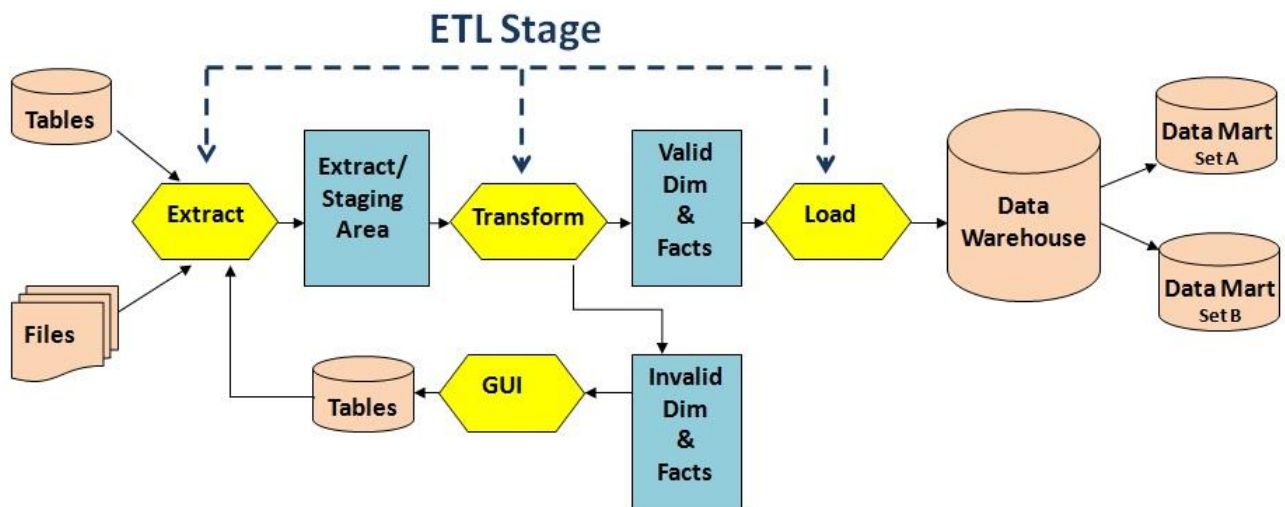 ETL Stage
Tables
Files
Extract
Extract/
Staging
Area
Transform
Valid
Dim
&
Facts
Load
Data
Warehouse
Data Mart
Set A
Data Mart
Set B
Invalid
Dim
&
Facts
GUI
Tables